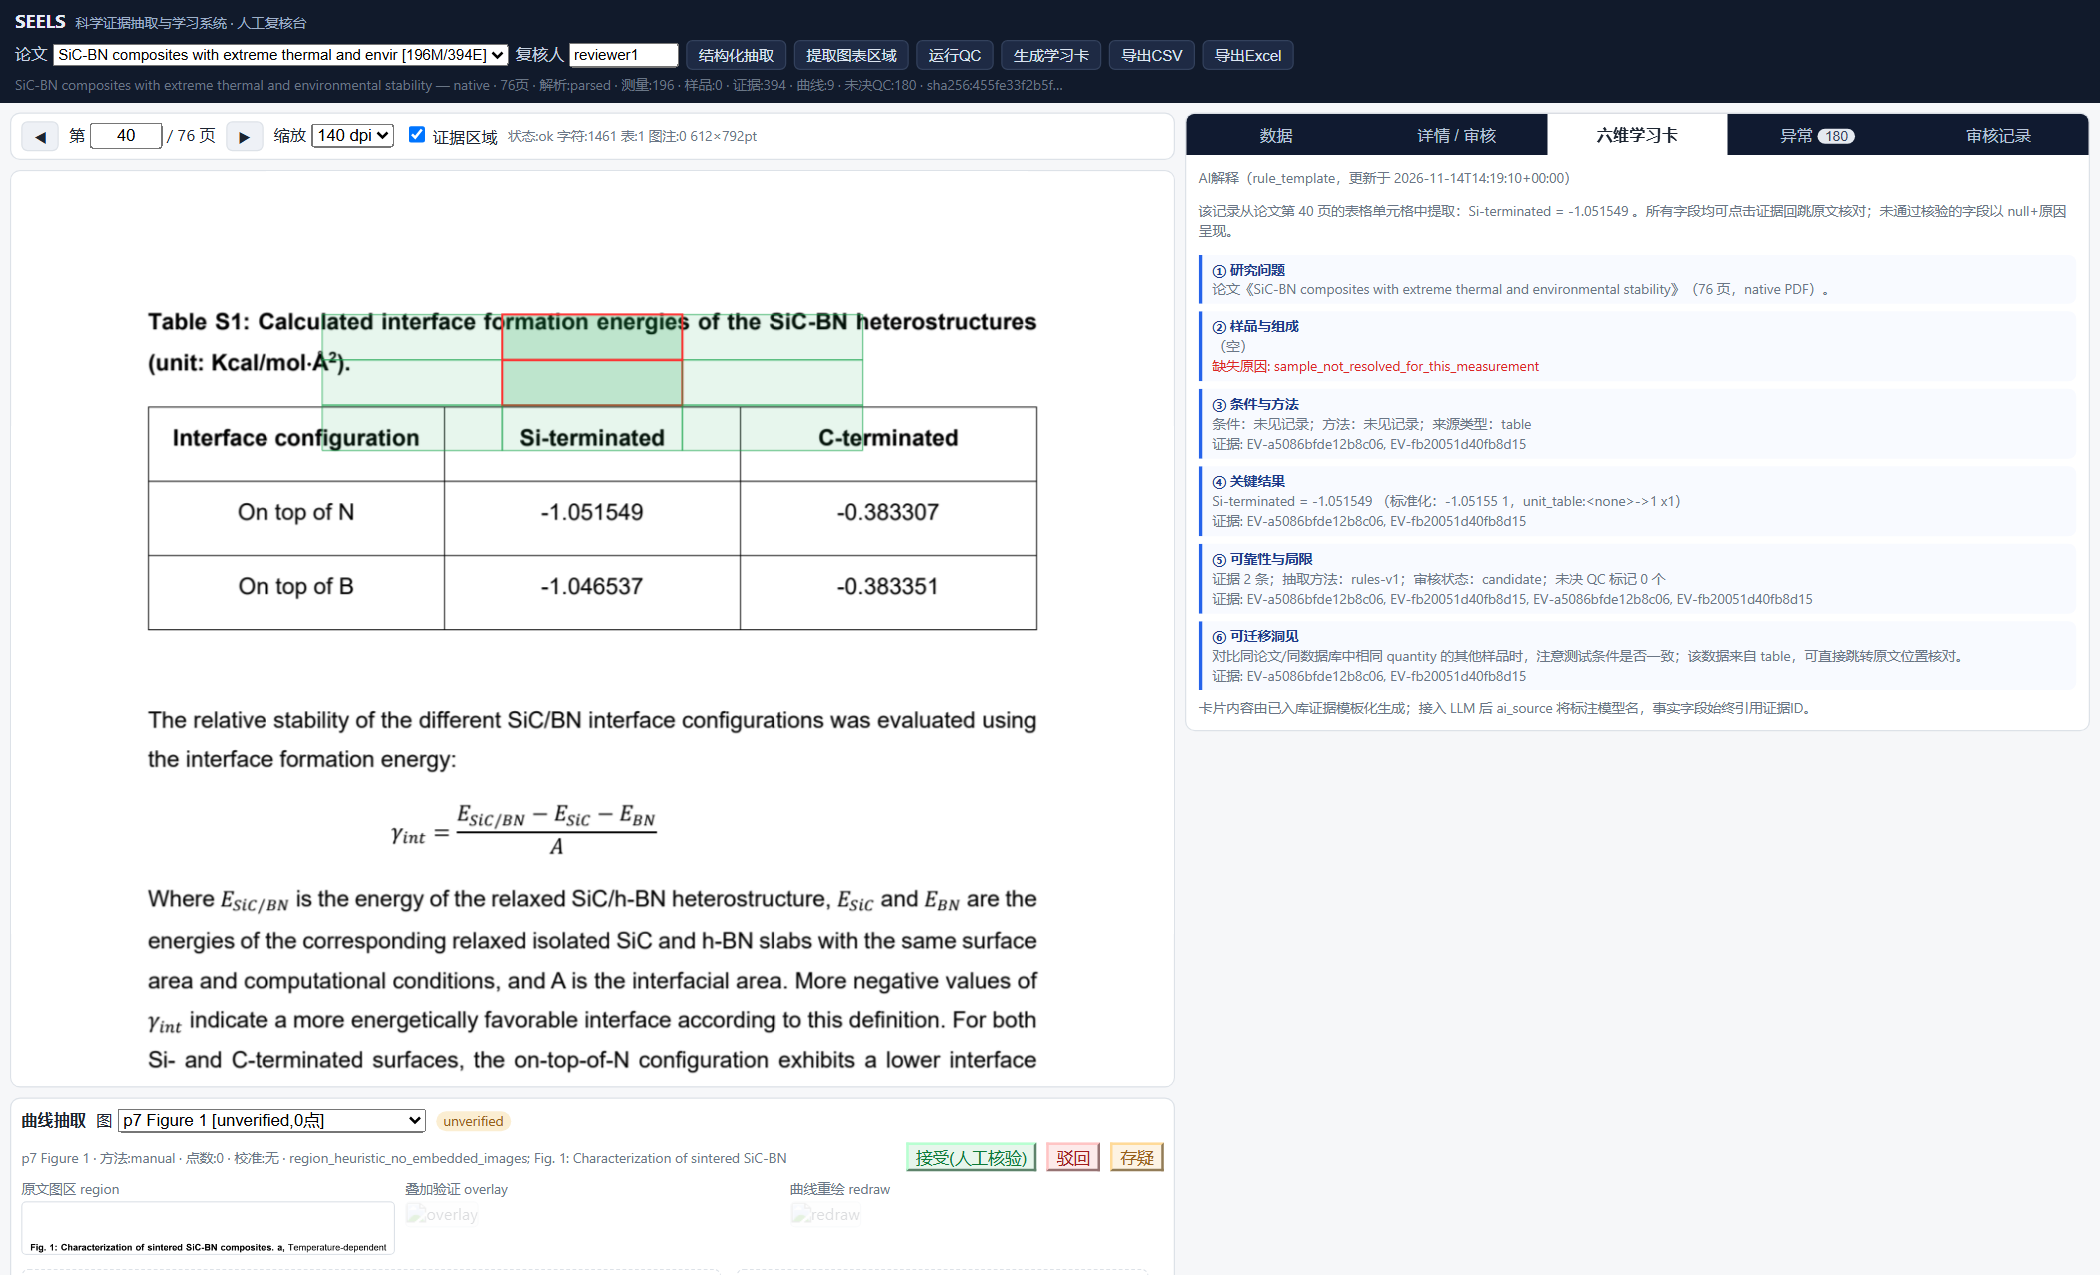 SEELS 科学证据抽取与学习系统 · 人工复核台
论文 SiC-BN composites with extreme thermal and envir [196M/394E] 复核人 reviewer1 结构化抽取 提取图表区域 运行QC 生成学习卡 导出CSV 导出Excel
SiC-BN composites with extreme thermal and environmental stability — native · 76页 · 解析:parsed · 测量:196 · 样品:0 · 证据:394 · 曲线:9 · 未决QC:180 · sha256:455fe33f2b5f...
◀ 第 40 / 76 页 ▶ 缩放 140 dpi 证据区域 状态:ok 字符:1461 表:1 图注:0 612×792pt
Table S1: Calculated interface formation energies of the SiC-BN heterostructures
(unit: Kcal/mol·Å²).
Interface configuration Si-terminated C-terminated
On top of N -1.051549 -0.383307
On top of B -1.046537 -0.383351
The relative stability of the different SiC/BN interface configurations was evaluated using
the interface formation energy:
γint = (ESiC/BN − ESiC − EBN) / A
Where ESiC/BN is the energy of the relaxed SiC/h-BN heterostructure, ESiC and EBN are the
energies of the corresponding relaxed isolated SiC and h-BN slabs with the same surface
area and computational conditions, and A is the interfacial area. More negative values of
γint indicate a more energetically favorable interface according to this definition. For both
Si- and C-terminated surfaces, the on-top-of-N configuration exhibits a lower interface
曲线抽取 图 p7 Figure 1 [unverified,0点] unverified
p7 Figure 1 · 方法:manual · 点数:0 · 校准:无 · region_heuristic_no_embedded_images; Fig. 1: Characterization of sintered SiC-BN
接受(人工核验) 驳回 存疑
原文图区 region 叠加验证 overlay 曲线重绘 redraw
overlay redraw
Fig. 1: Characterization of sintered SiC-BN composites. a, Temperature-dependent
数据 详情 / 审核 六维学习卡 异常 180 审核记录
AI解释（rule_template，更新于 2026-11-14T14:19:10+00:00）
该记录从论文第 40 页的表格单元格中提取：Si-terminated = -1.051549 。所有字段均可点击证据回跳原文核对；未通过核验的字段以 null+原因
呈现。
① 研究问题
论文《SiC-BN composites with extreme thermal and environmental stability》（76 页，native PDF）。
② 样品与组成
（空）
缺失原因: sample_not_resolved_for_this_measurement
③ 条件与方法
条件：未见记录；方法：未见记录；来源类型：table
证据: EV-a5086bfde12b8c06, EV-fb20051d40fb8d15
④ 关键结果
Si-terminated = -1.051549 （标准化：-1.05155 1，unit_table:<none>->1 x1）
证据: EV-a5086bfde12b8c06, EV-fb20051d40fb8d15
⑤ 可靠性与局限
证据 2 条；抽取方法：rules-v1；审核状态：candidate；未决 QC 标记 0 个
证据: EV-a5086bfde12b8c06, EV-fb20051d40fb8d15, EV-a5086bfde12b8c06, EV-fb20051d40fb8d15
⑥ 可迁移洞见
对比同论文/同数据库中相同 quantity 的其他样品时，注意测试条件是否一致；该数据来自 table，可直接跳转原文位置核对。
证据: EV-a5086bfde12b8c06, EV-fb20051d40fb8d15
卡片内容由已入库证据模板化生成；接入 LLM 后 ai_source 将标注模型名，事实字段始终引用证据ID。